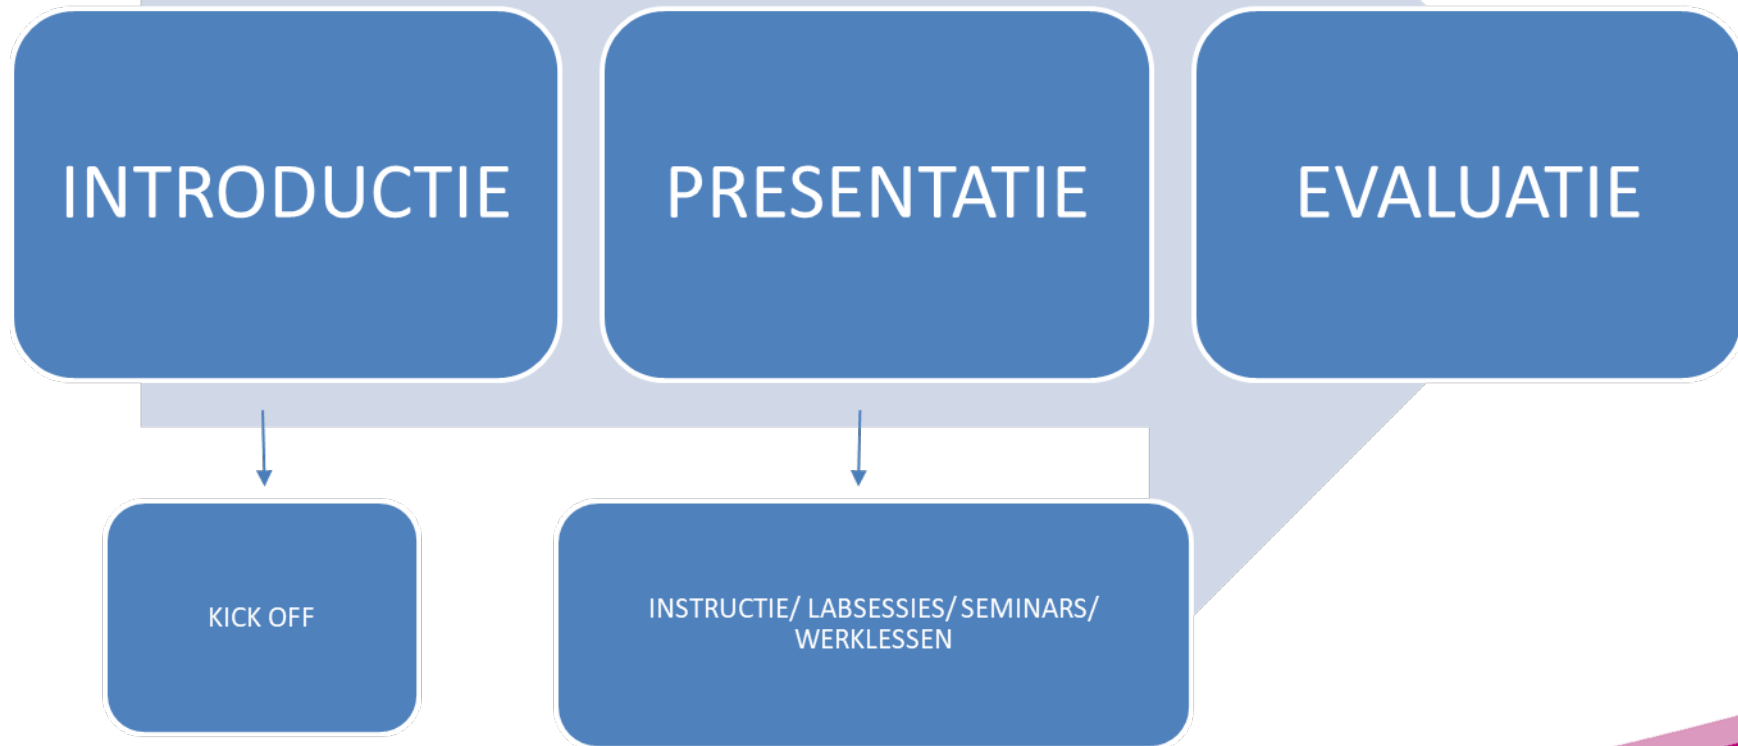 INTRODUCTIE
PRESENTATIE
EVALUATIE
KICK OFF
INSTRUCTIE/ LABSESSIES/ SEMINARS/
WERKLESSEN